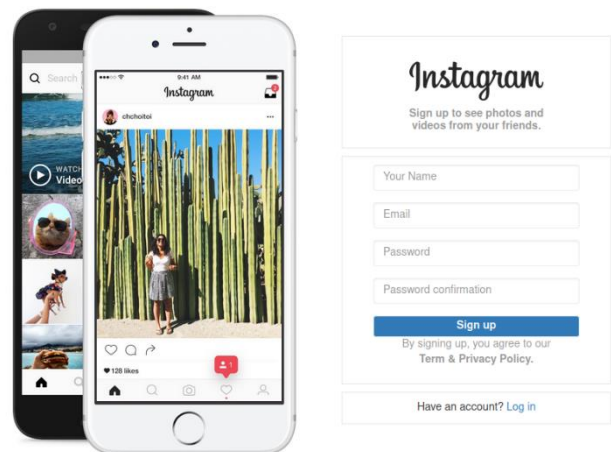 Search
WATCH
Video
9:41 AM
Instagram
2
chchoitoi
128 likes
1
Instagram
Sign up to see photos and
videos from your friends.
Your Name
Email
Password
Password confirmation
Sign up
By signing up, you agree to our
Term & Privacy Policy.
Have an account? Log in